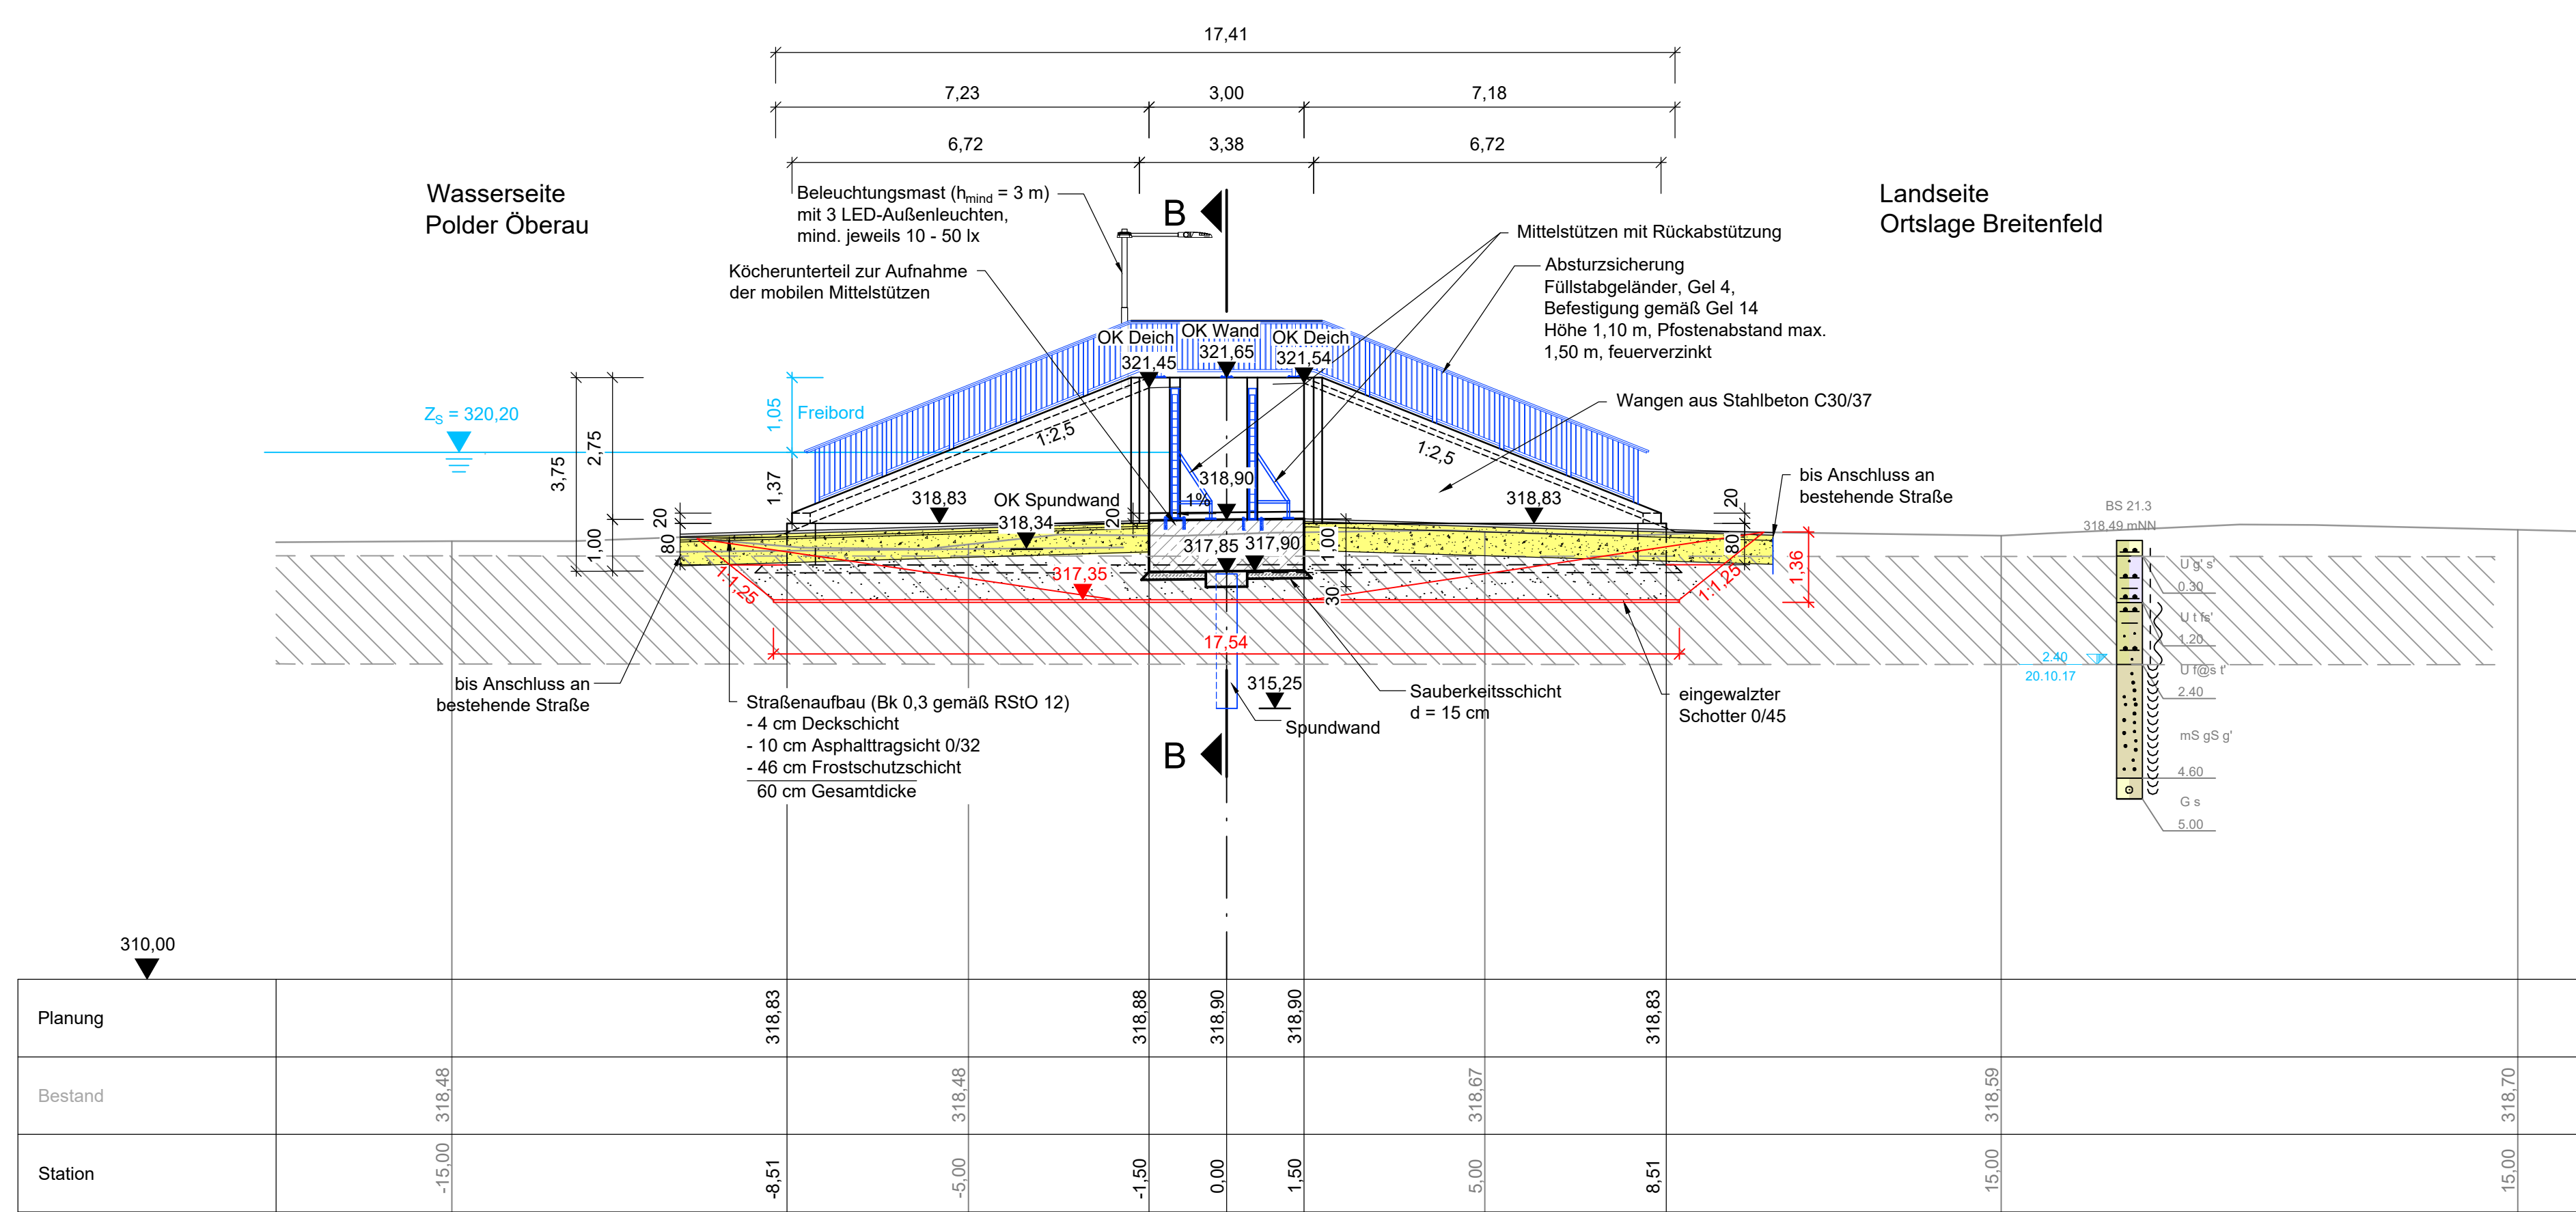 17,41
7,23
3,00
7,18
6,72
3,38
6,72
Wasserseite
Polder Öberau
Landseite
Ortslage Breitenfeld
Beleuchtungsmast (hmind = 3 m)
mit 3 LED-Außenleuchten,
mind. jeweils 10 - 50 lx
B
Köcherunterteil zur Aufnahme
der mobilen Mittelstützen
Mittelstützen mit Rückabstützung
Absturzsicherung
Füllstabgeländer, Gel 4,
Befestigung gemäß Gel 14
Höhe 1,10 m, Pfostenabstand max.
1,50 m, feuerverzinkt
OK Deich
321,45
OK Wand
321,65
OK Deich
321,54
ZS = 320,20
1,05
Freibord
1,37
3,75
2,75
1,00
20
80
1:2,5
1:2,5
Wangen aus Stahlbeton C30/37
318,90
1%
318,83
OK Spundwand
318,34
20
318,83
20
80
bis Anschluss an
bestehende Straße
317,85
317,90
1,00
30
1:1,25
317,35
1:1,25
1,36
17,54
315,25
bis Anschluss an
bestehende Straße
Straßenaufbau (Bk 0,3 gemäß RStO 12)
- 4 cm Deckschicht
- 10 cm Asphalttragsicht 0/32
- 46 cm Frostschutzschicht
60 cm Gesamtdicke
Spundwand
Sauberkeitsschicht
d = 15 cm
eingewalzter
Schotter 0/45
B
BS 21.3
318.49 mNN
U g' s'
0.30
U t fs'
1.20
2.40
20.10.17
U f@s t'
2.40
mS gS g'
4.60
G s
5.00
310,00
Planung
318,83
318,88
318,90
318,90
318,83
Bestand
318,48
318,48
318,67
318,59
318,70
Station
-15,00
-8,51
-5,00
-1,50
0,00
1,50
5,00
8,51
15,00
15,00